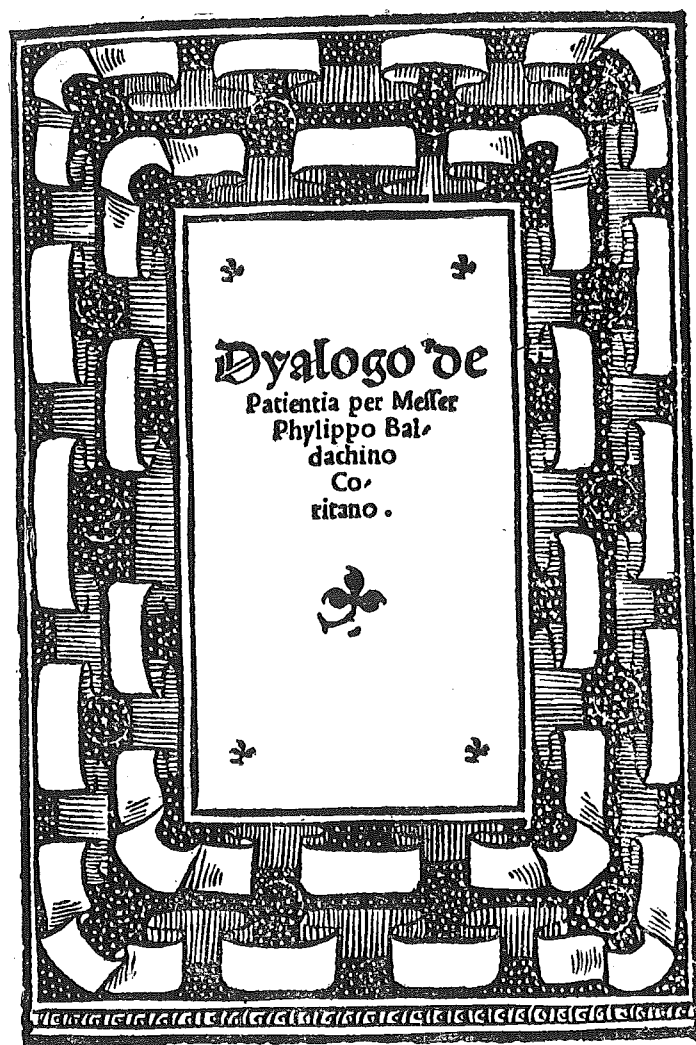 Dyalogo de
Patientia per Messer
Phylippo Bal⸗
dachino
Co⸗
ritano .